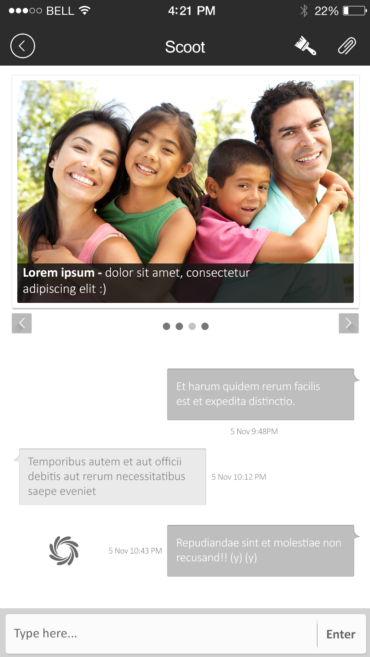 BELL 4:21 PM 22%
Scoot
Lorem ipsum - dolor sit amet, consectetur
adipiscing elit :)
Et harum quidem rerum facilis
est et expedita distinctio.
5 Nov 9:48PM
Temporibus autem et aut officii
debitis aut rerum necessitatibus
saepe eveniet
5 Nov 10:12 PM
5 Nov 10:43 PM
Repudiandae sint et molestiae non
recusand!! (y) (y)
Type here...
Enter